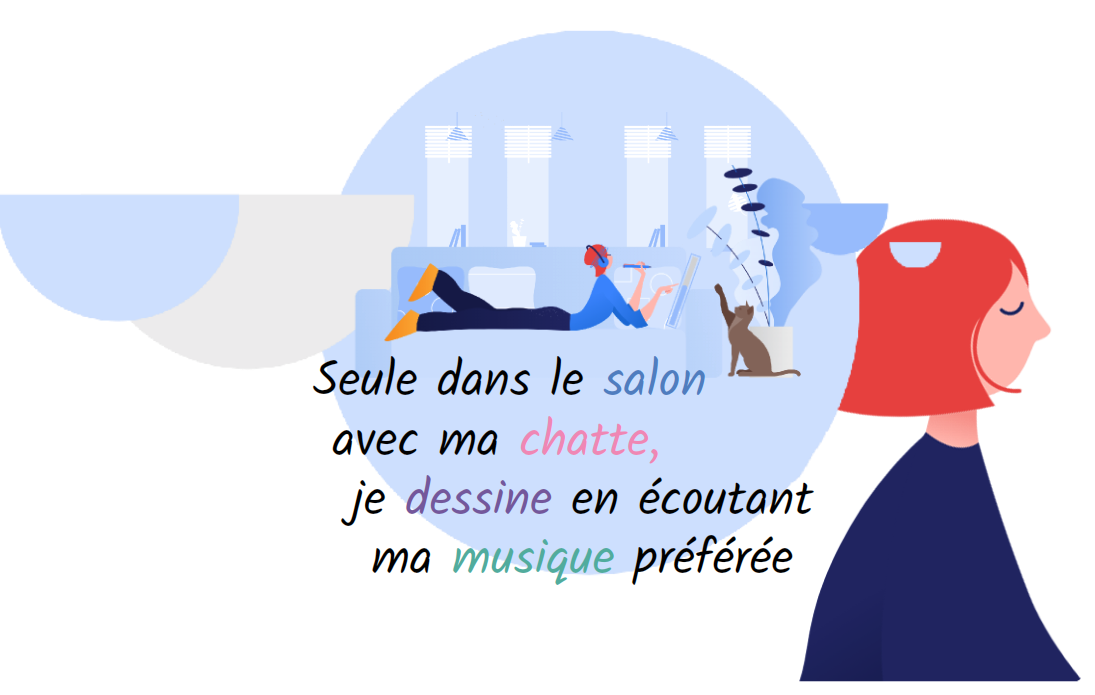 Seule dans le salon
avec ma chatte,
je dessine en écoutant
ma musique préférée